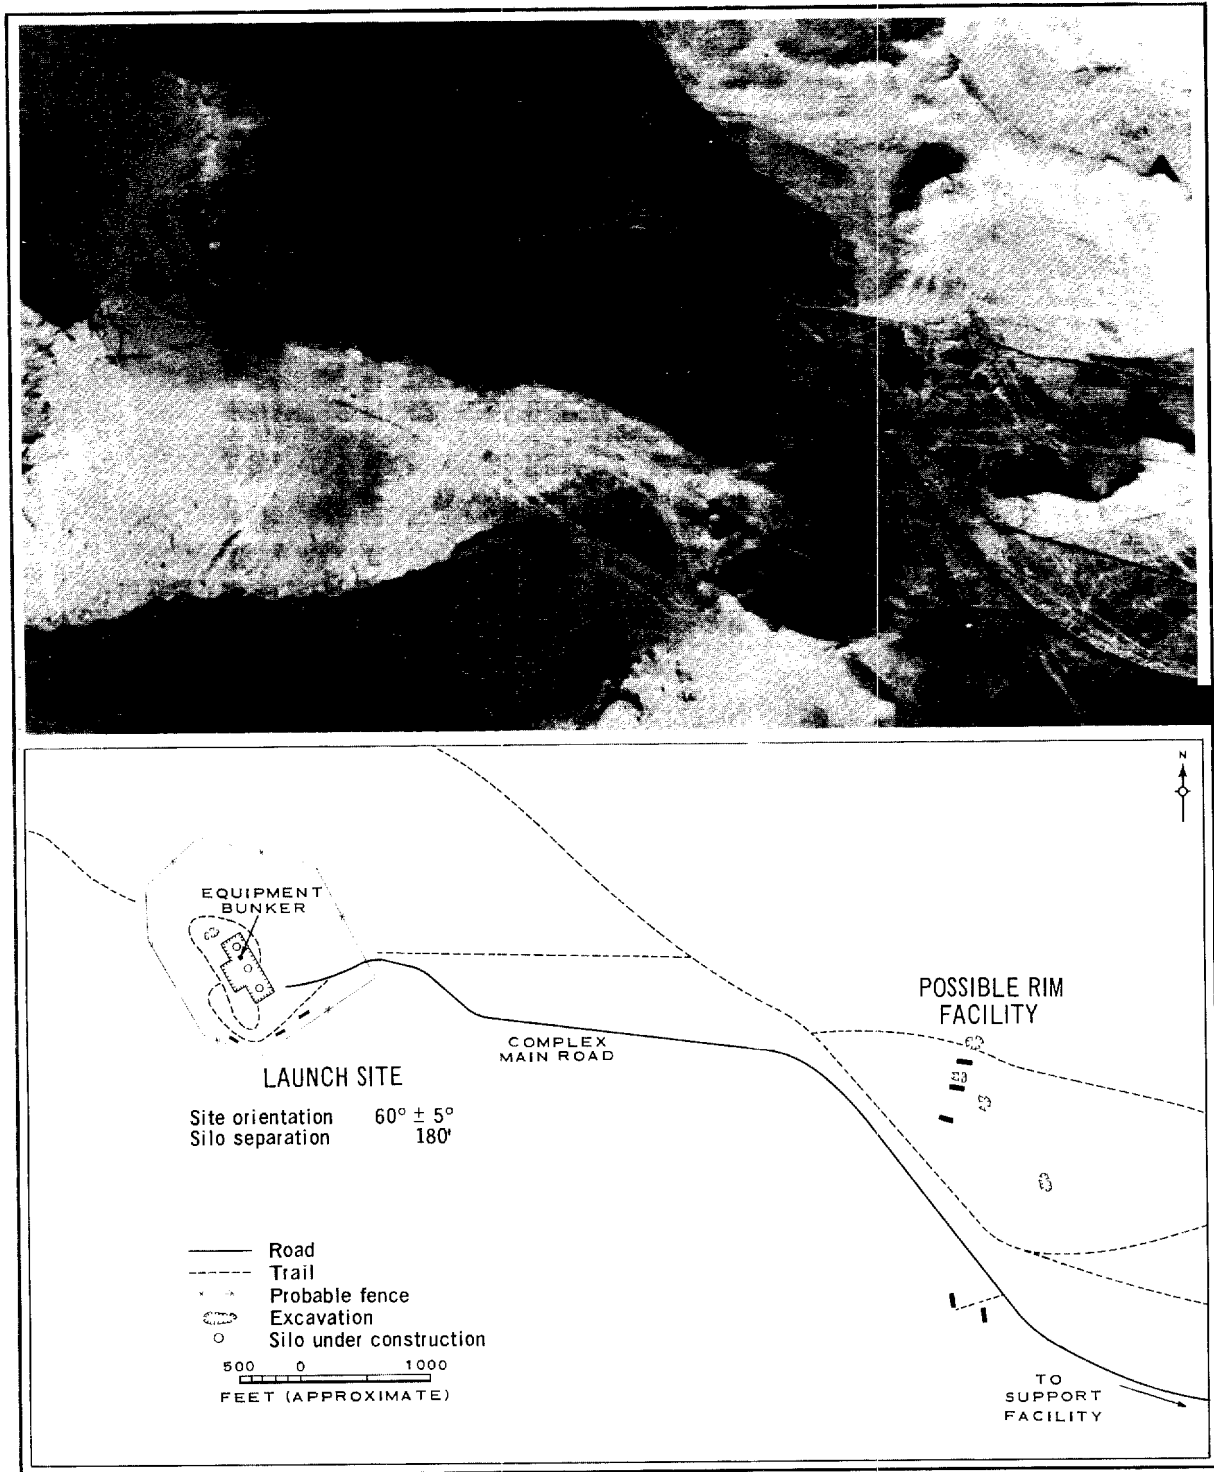 N
EQUIPMENT
BUNKER
POSSIBLE RIM
FACILITY
COMPLEX
MAIN ROAD
LAUNCH SITE
Site orientation 60° ± 5°
Silo separation 180'
Road
Trail
Probable fence
Excavation
Silo under construction
500 0 1000
FEET (APPROXIMATE)
TO
SUPPORT
FACILITY